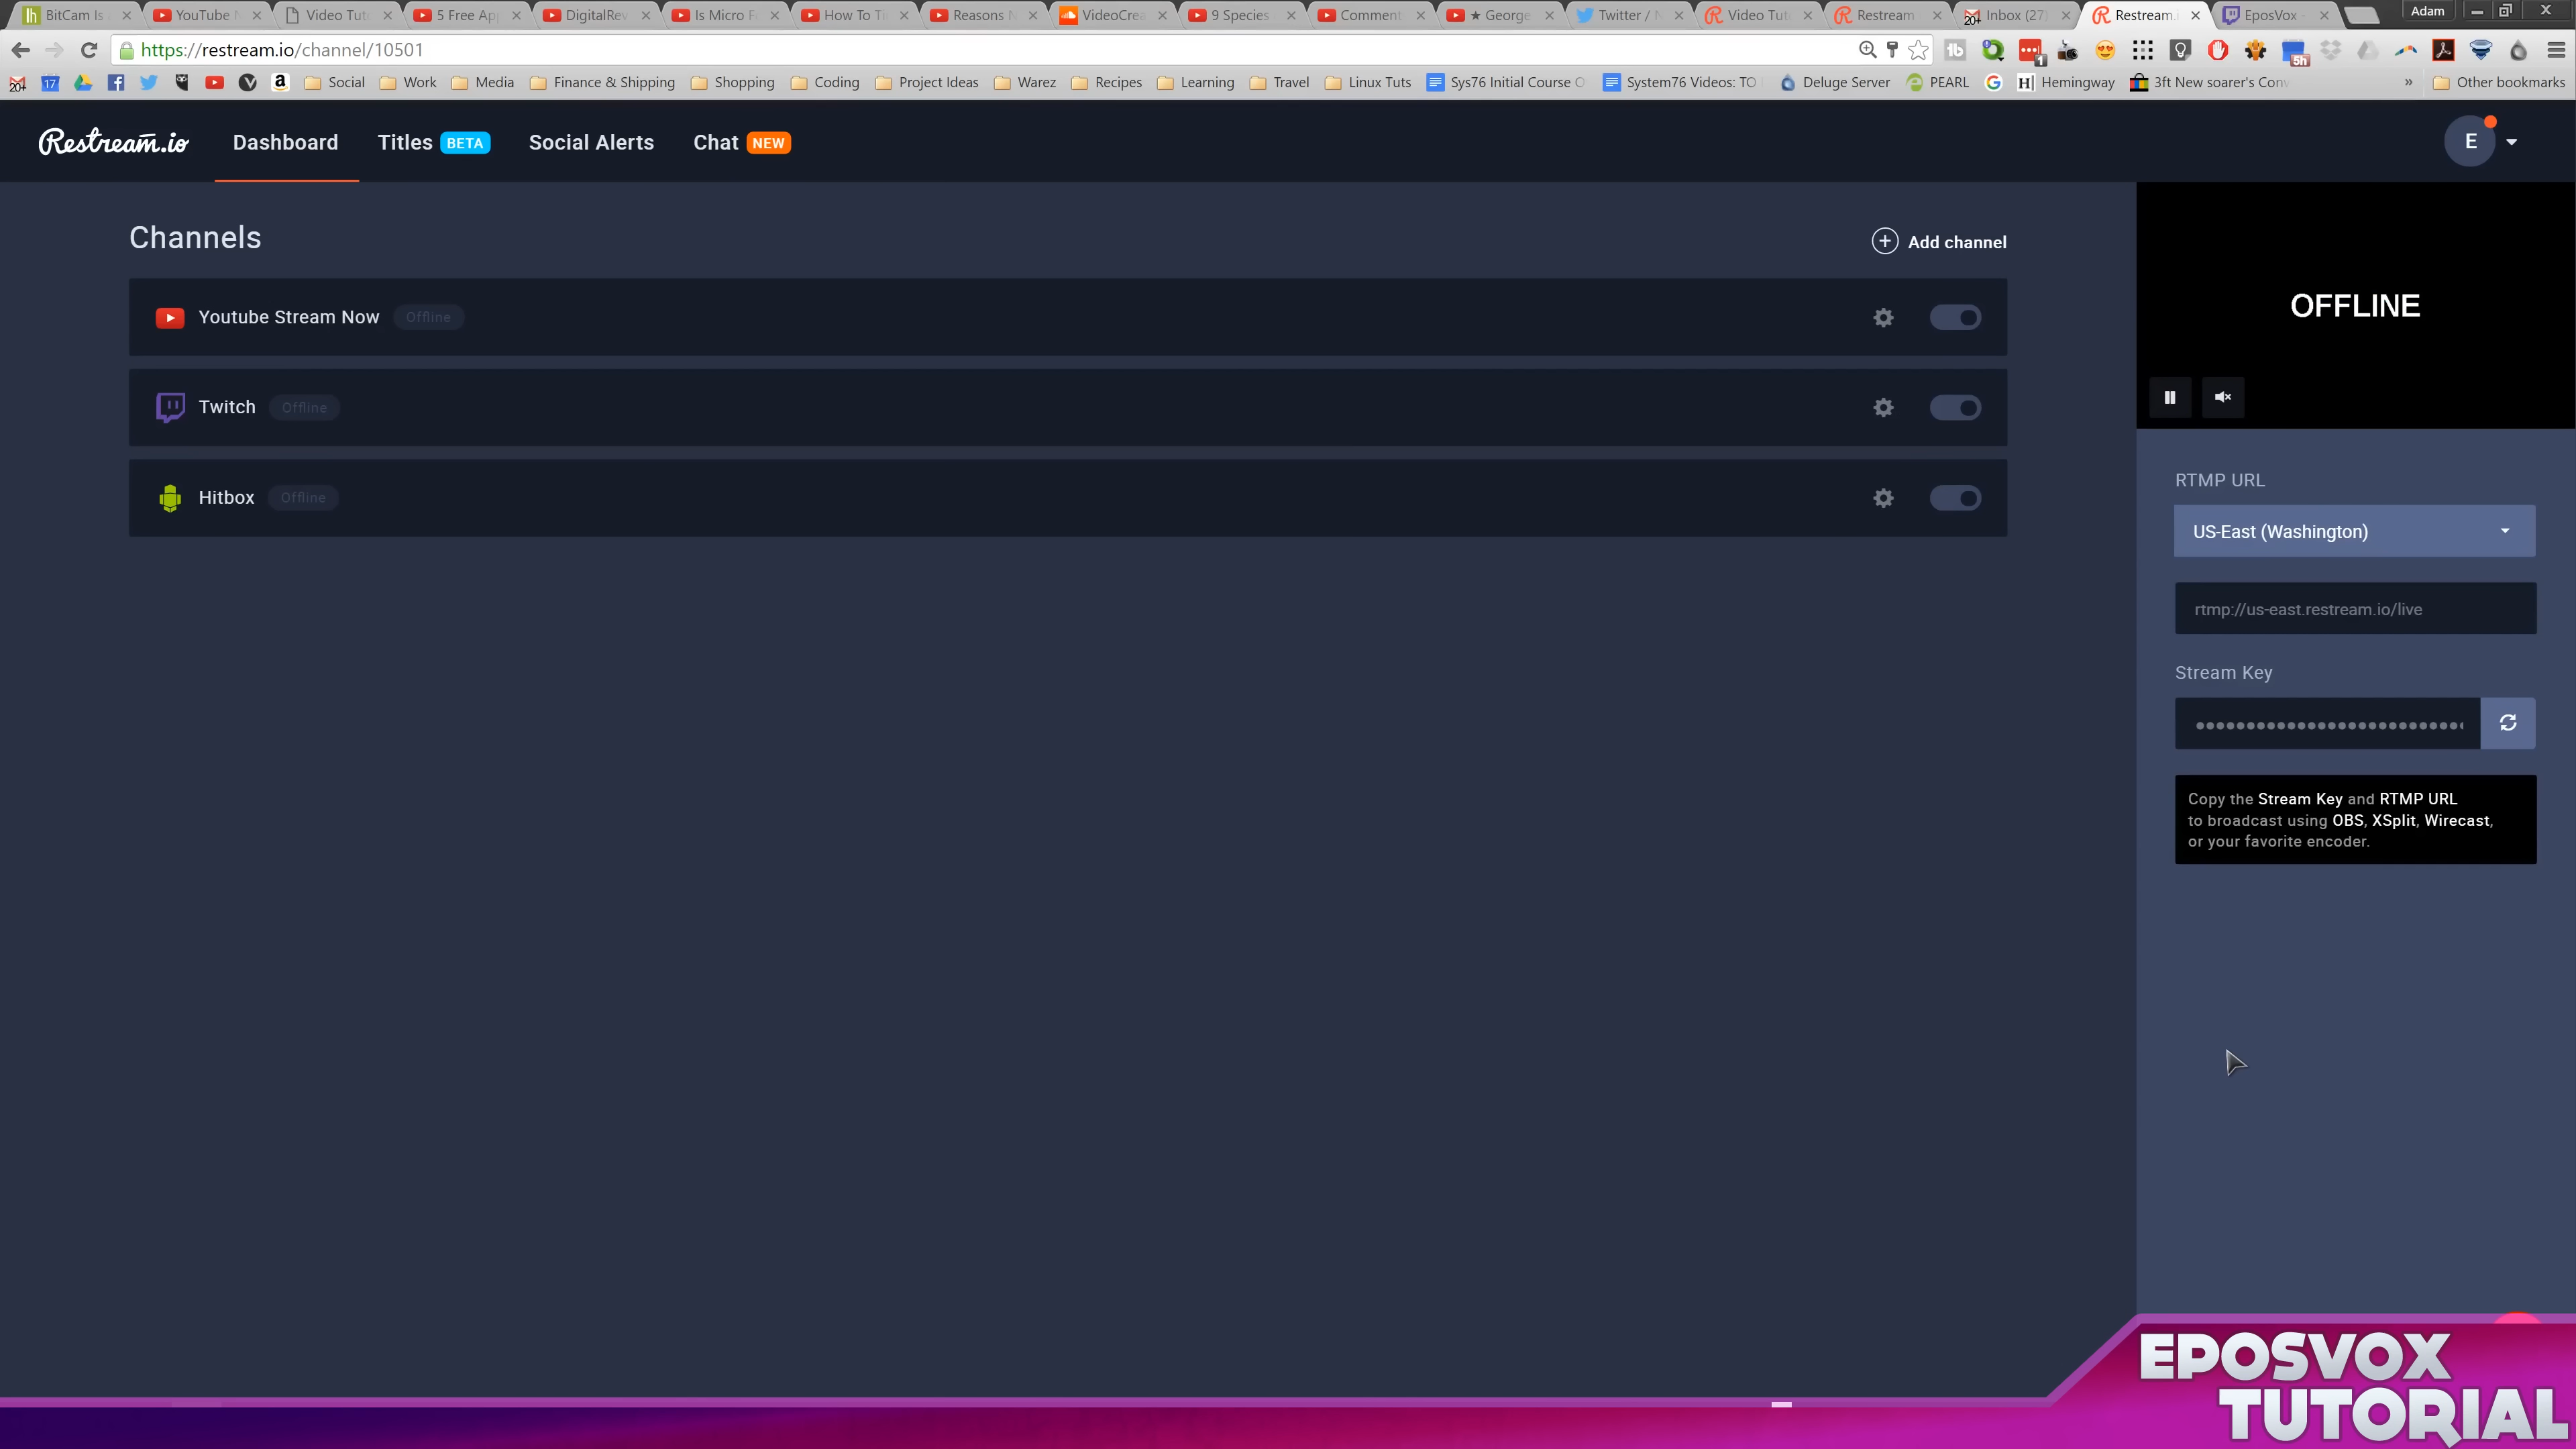 BitCam Is
YouTube
Video Tut
5 Free Ap
DigitalRev
Is Micro F
How To Ti
Reasons N
VideoCrea
9 Species
Comment
★ George
Twitter / N
Video Tut
Restream
Inbox (27
Restream.
EposVox
Adam
https://restream.io/channel/10501
Social
Work
Media
Finance & Shipping
Shopping
Coding
Project Ideas
Warez
Recipes
Learning
Travel
Linux Tuts
Sys76 Initial Course O
System76 Videos: TO
Deluge Server
PEARL
Hemingway
3ft New soarer's Conv
» Other bookmarks
Restream.io
Dashboard
Titles BETA
Social Alerts
Chat NEW
E
Channels
Add channel
Youtube Stream Now Offline
Twitch Offline
Hitbox Offline
OFFLINE
RTMP URL
US-East (Washington)
rtmp://us-east.restream.io/live
Stream Key
Copy the Stream Key and RTMP URL
to broadcast using OBS, XSplit, Wirecast,
or your favorite encoder.
EPOSVOX
TUTORIAL